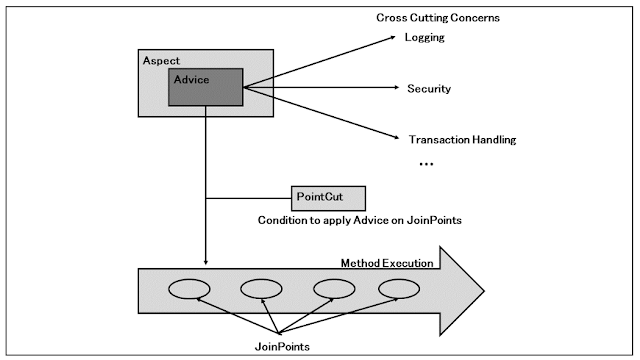 Cross Cutting Concerns
Logging
Aspect
Advice
Security
Transaction Handling
...
PointCut
Condition to apply Advice on JoinPoints
Method Execution
JoinPoints